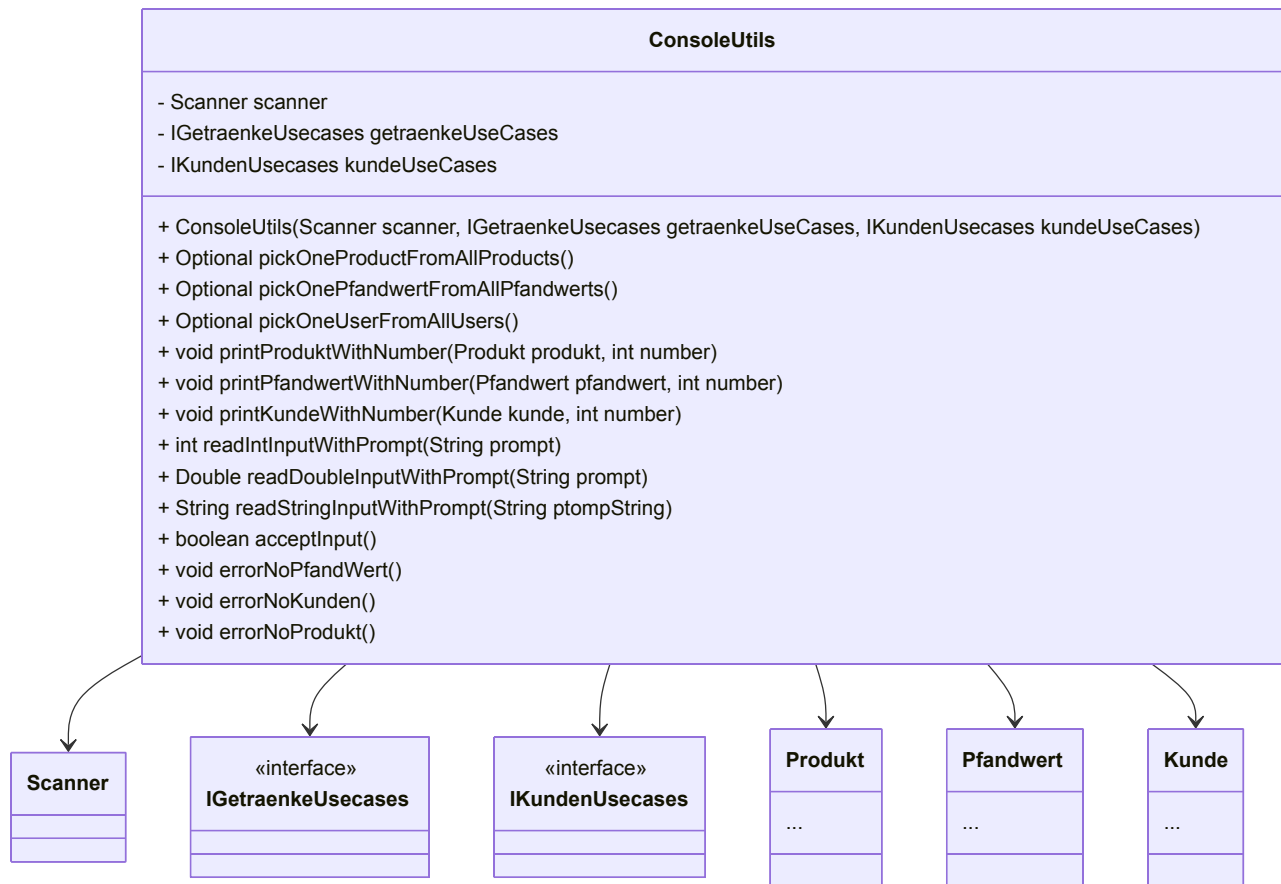 ConsoleUtils
- Scanner scanner
- IGetraenkeUsecases getraenkeUseCases
- IKundenUsecases kundeUseCases
+ ConsoleUtils(Scanner scanner, IGetraenkeUsecases getraenkeUseCases, IKundenUsecases kundeUseCases)
+ Optional pickOneProductFromAllProducts()
+ Optional pickOnePfandwertFromAllPfandwerts()
+ Optional pickOneUserFromAllUsers()
+ void printProduktWithNumber(Produkt produkt, int number)
+ void printPfandwertWithNumber(Pfandwert pfandwert, int number)
+ void printKundeWithNumber(Kunde kunde, int number)
+ int readIntInputWithPrompt(String prompt)
+ Double readDoubleInputWithPrompt(String prompt)
+ String readStringInputWithPrompt(String ptompString)
+ boolean acceptInput()
+ void errorNoPfandWert()
+ void errorNoKunden()
+ void errorNoProdukt()
Scanner
«interface»
IGetraenkeUsecases
«interface»
IKundenUsecases
Produkt
...
Pfandwert
...
Kunde
...